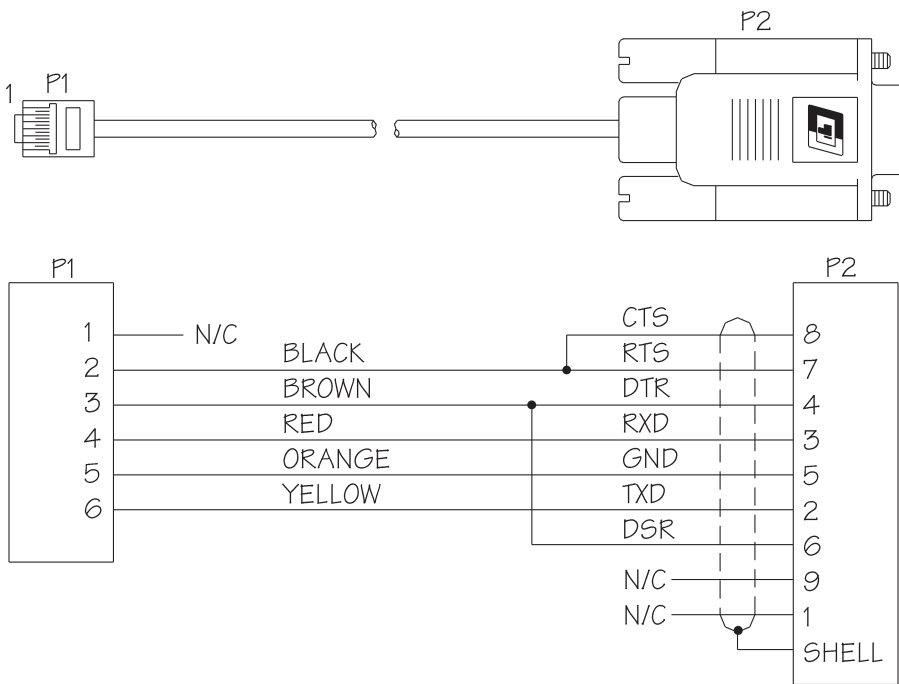 P2
1 P1
P1 P2
CTS
1 N/C 8
BLACK RTS
2 7
BROWN DTR
3 4
RED RXD
4 3
ORANGE GND
5 5
YELLOW TXD
6 2
DSR
6
N/C 9
N/C 1
SHELL